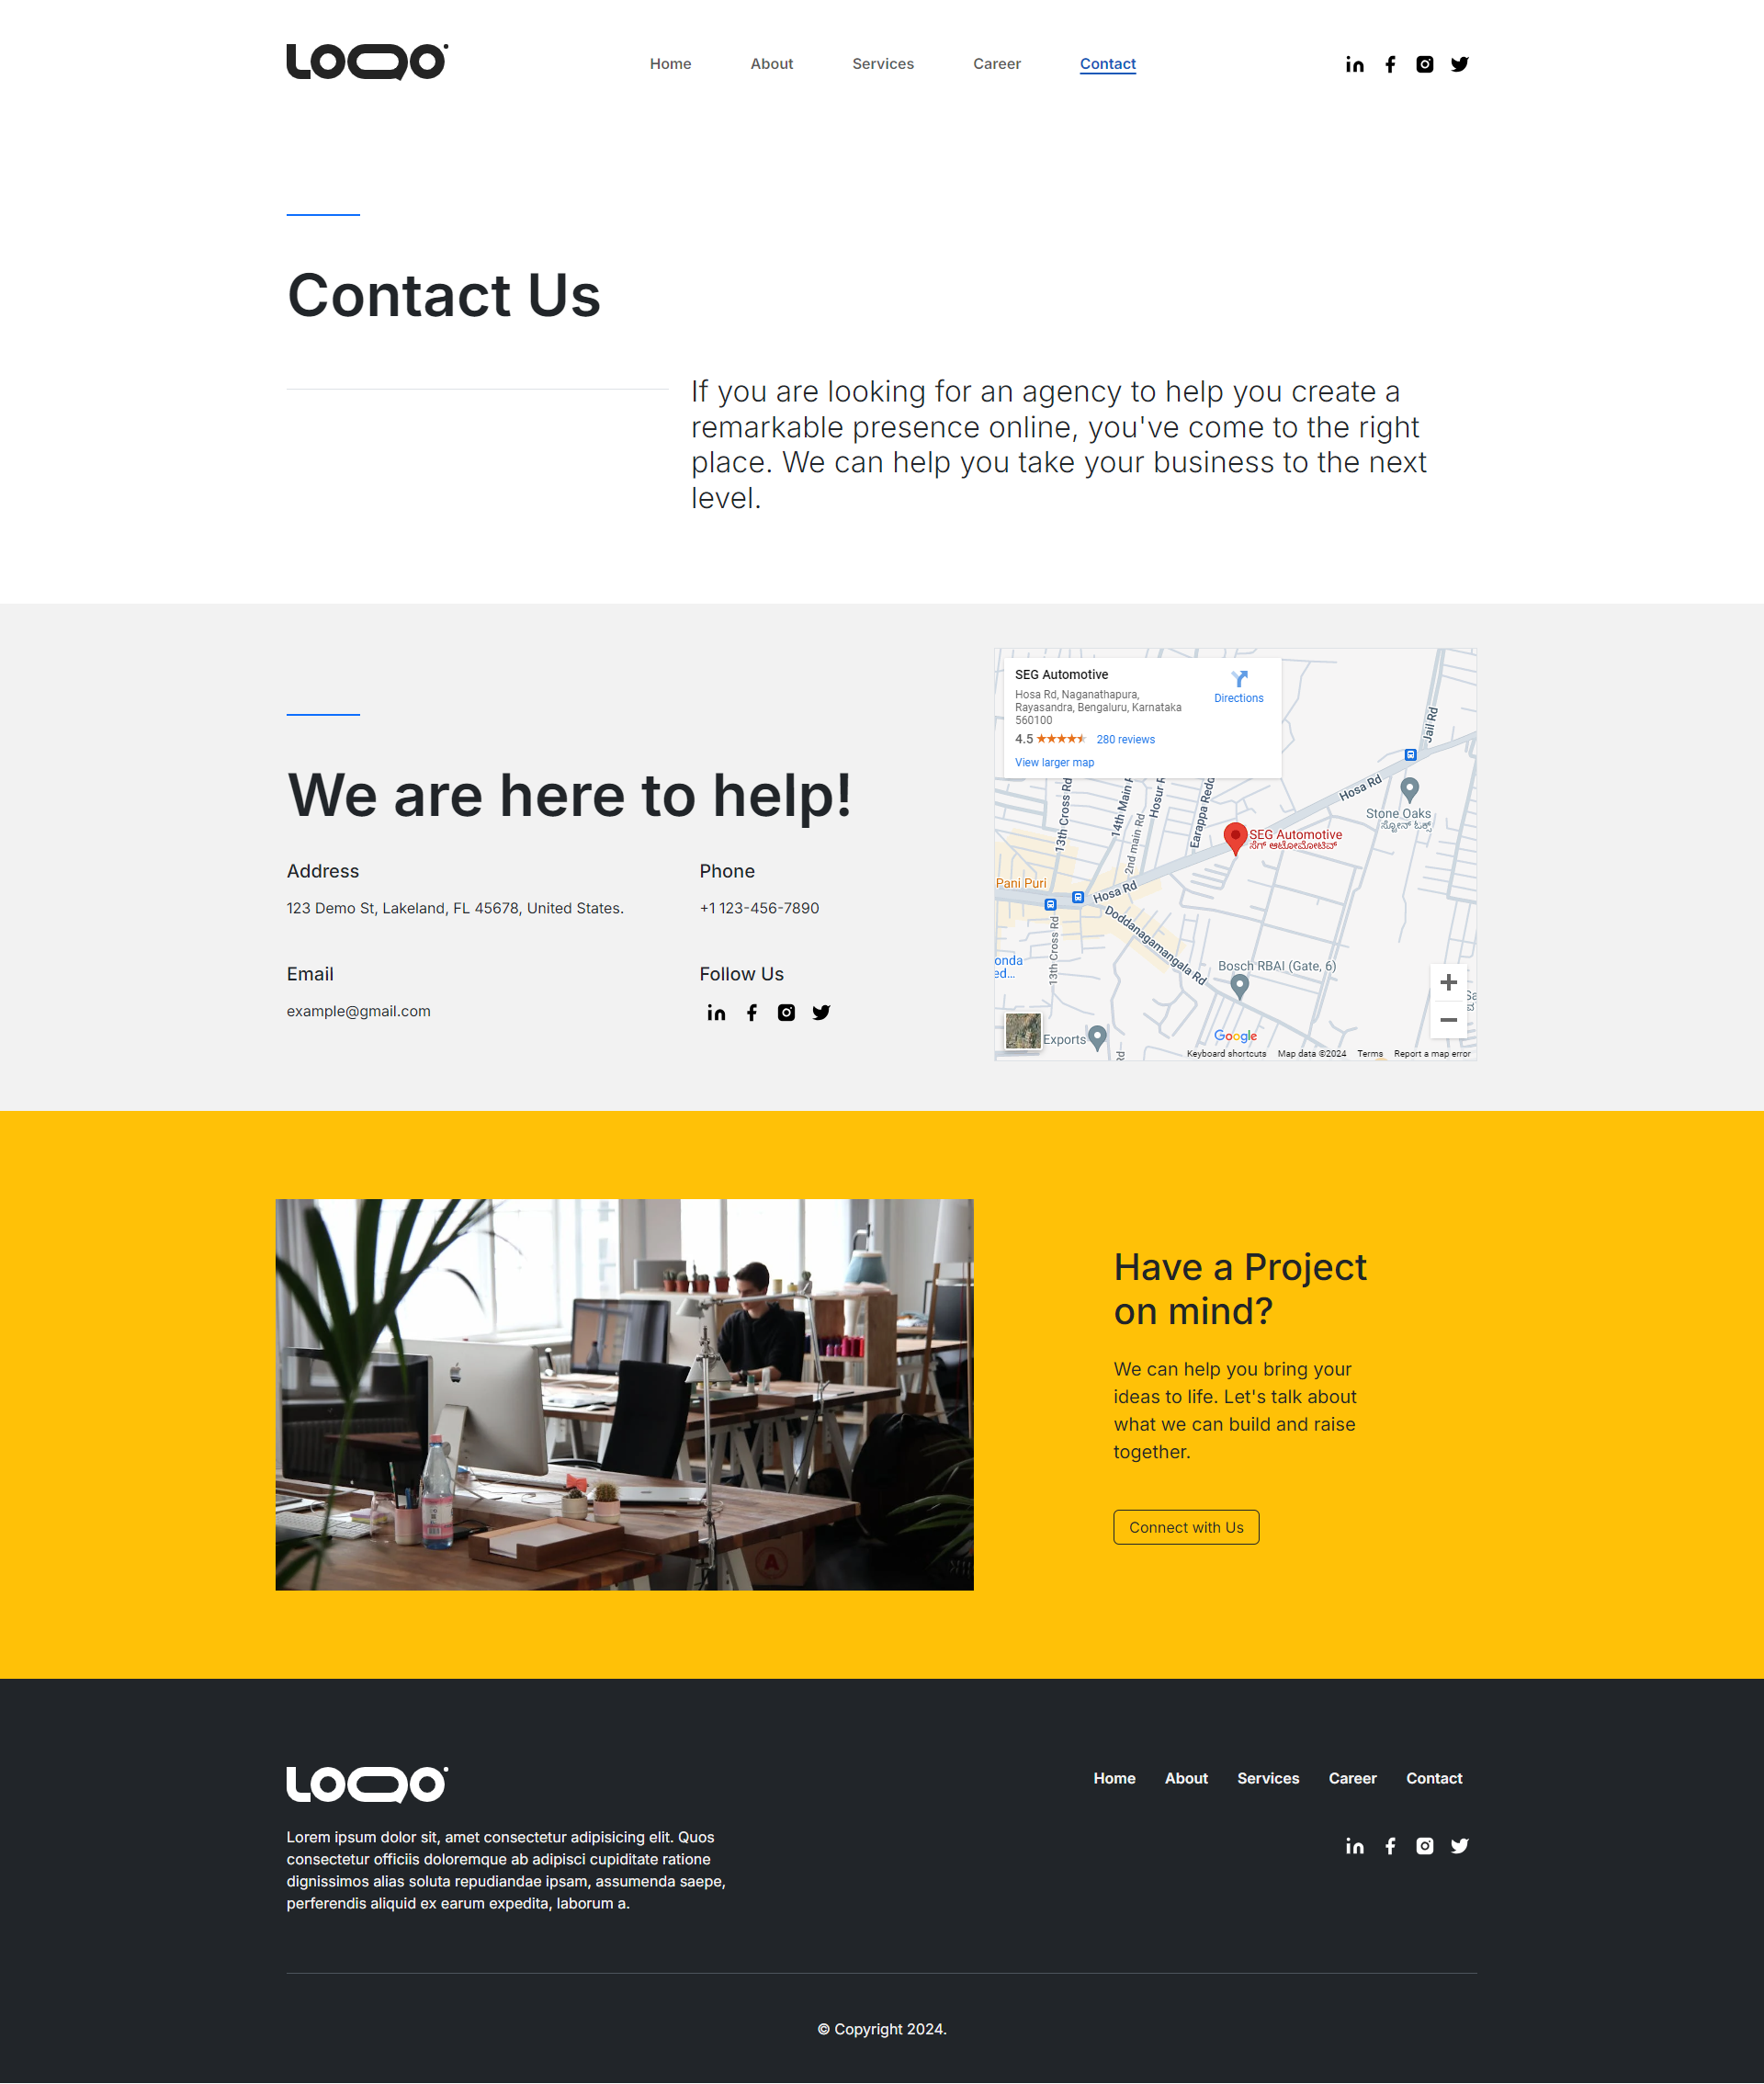 LOQO
Home
About
Services
Career
Contact
Contact Us
If you are looking for an agency to help you create a
remarkable presence online, you've come to the right
place. We can help you take your business to the next
level.
We are here to help!
Address
123 Demo St, Lakeland, FL 45678, United States.
Phone
+1 123-456-7890
Email
example@gmail.com
Follow Us
SEG Automotive
Hosa Rd, Naganathapura,
Rayasandra, Bengaluru, Karnataka
560100
4.5
280 reviews
View larger map
Directions
Jail Rd
Hosa Rd
Stone Oaks
ಸ್ಟೋನ್ ಓಕ್ಸ್
13th Cross Rd
14th Main
2nd main Rd
Hosur
Earappa Redd
SEG Automotive
ಸೆಗ್ ಆಟೋಮೋಟಿವ್
Pani Puri
Hosa Rd
Doddanagamangala Rd
13th Cross Rd
onda
ed...
Bosch RBAI (Gate, 6)
Exports
Rd
Google
Keyboard shortcuts
Map data ©2024
Terms
Report a map error
Have a Project
on mind?
We can help you bring your
ideas to life. Let's talk about
what we can build and raise
together.
Connect with Us
A
LOQO
Home
About
Services
Career
Contact
Lorem ipsum dolor sit, amet consectetur adipisicing elit. Quos
consectetur officiis doloremque ab adipisci cupiditate ratione
dignissimos alias soluta repudiandae ipsam, assumenda saepe,
perferendis aliquid ex earum expedita, laborum a.
© Copyright 2024.